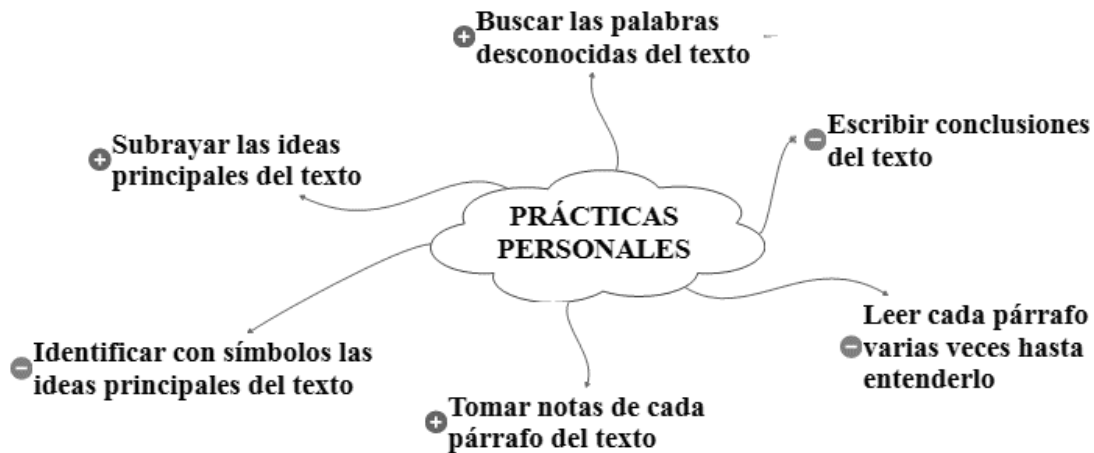 Buscar las palabras
desconocidas del texto
Escribir conclusiones
del texto
Subrayar las ideas
principales del texto
PRÁCTICAS
PERSONALES
Leer cada párrafo
varias veces hasta
entenderlo
Identificar con símbolos las
ideas principales del texto
Tomar notas de cada
párrafo del texto